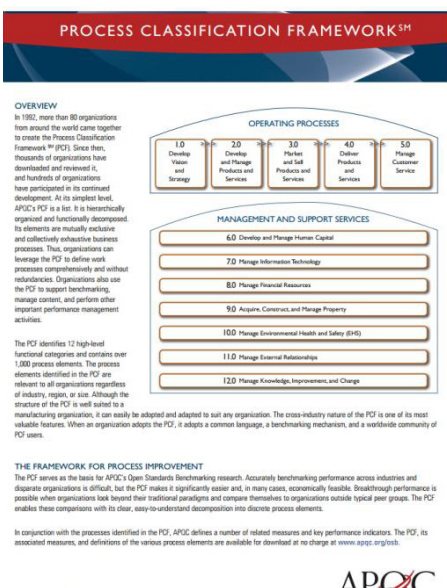 PROCESS CLASSIFICATION FRAMEWORK℠
OVERVIEW
In 1992, more than 80 organizations
from around the world came together
to create the Process Classification
Framework ℠ (PCF). Since then,
thousands of organizations have
downloaded and reviewed it,
and hundreds of organizations
have participated in its continued
development. At its simplest level,
APQC's PCF is a list. It is hierarchically
organized and functionally decomposed.
Its elements are mutually exclusive
and collectively exhaustive business
processes. Thus, organizations can
leverage the PCF to define work
processes comprehensively and without
redundancies. Organizations also use
the PCF to support benchmarking,
manage content, and perform other
important performance management
activities.
OPERATING PROCESSES
1.0
Develop
Vision
and
Strategy
2.0
Develop
and Manage
Products and
Services
3.0
Market
and Sell
Products and
Services
4.0
Deliver
Products
and
Services
5.0
Manage
Customer
Service
MANAGEMENT AND SUPPORT SERVICES
6.0 Develop and Manage Human Capital
7.0 Manage Information Technology
8.0 Manage Financial Resources
9.0 Acquire, Construct, and Manage Property
10.0 Manage Environmental Health and Safety (EHS)
11.0 Manage External Relationships
12.0 Manage Knowledge, Improvement, and Change
The PCF identifies 12 high-level
functional categories and contains over
1,000 process elements. The process
elements identified in the PCF are
relevant to all organizations regardless
of industry, region, or size. Although the
structure of the PCF is well suited to a
manufacturing organization, it can easily be adopted and adapted to suit any organization. The cross-industry nature of the PCF is one of its most
valuable features. When an organization adopts the PCF, it adopts a common language, a benchmarking mechanism, and a worldwide community of
PCF users.
THE FRAMEWORK FOR PROCESS IMPROVEMENT
The PCF serves as the basis for APQC's Open Standards Benchmarking research. Accurately benchmarking performance across industries and
disparate organizations is difficult, but the PCF makes it significantly easier and, in many cases, economically feasible. Breakthrough performance is
possible when organizations look beyond their traditional paradigms and compare themselves to organizations outside typical peer groups. The PCF
enables these comparisons with its clear, easy-to-understand decomposition into discrete process elements.
In conjunction with the processes identified in the PCF, APQC defines a number of related measures and key performance indicators. The PCF, its
associated measures, and definitions of the various process elements are available for download at no charge at www.apqc.org/osb.
APQC